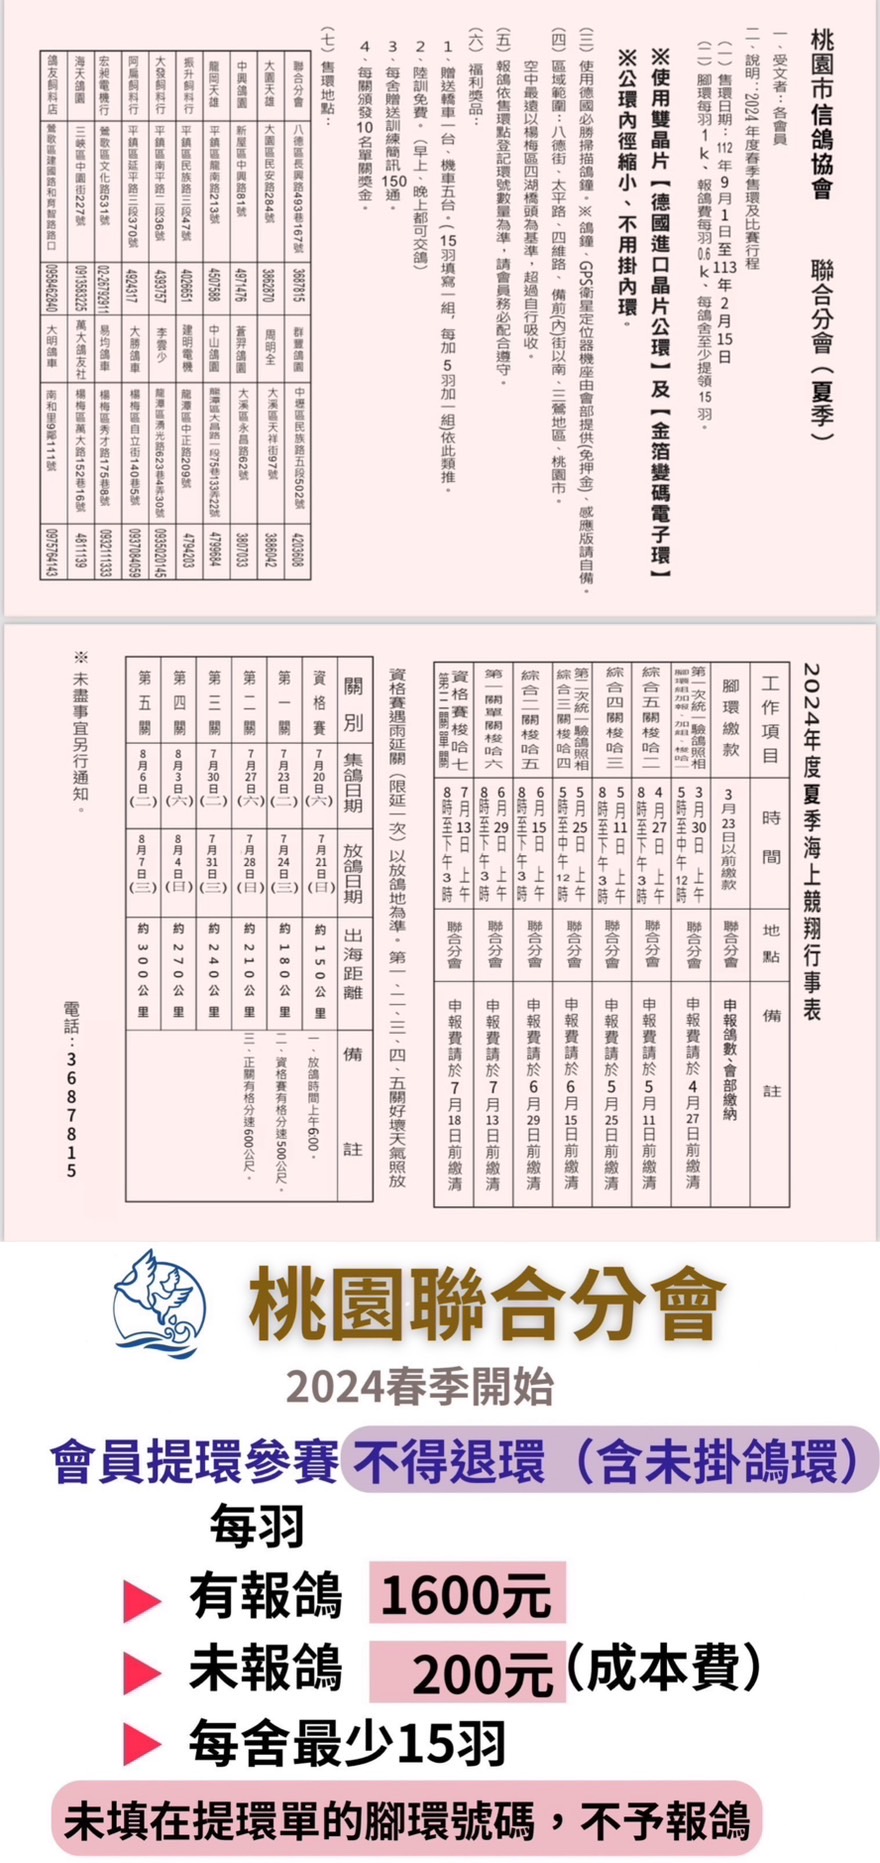 桃園市信鴿協會　聯合分會（夏季）
一、受文者：各會員
二、說明：2024年度春季售環及比賽行程
（一）售環日期：112年9月1日至113年2月15日
（二）腳環每羽1k、報鴿費每羽0.6k、每鴿舍至少提領15羽。
※使用雙晶片【德國進口晶片公環】及【金箔變碼電子環】
※公環內徑縮小、不用掛內環。
（三）使用德國必勝掃描鴿鐘。※鴿鐘、GPS衛星定位器機座由會部提供(免押金)、感應版請自備。
（四）區域範圍：八德街、太平路、四維路、備前(內)街以南、三鶯地區、桃園市。
空中最遠以楊梅區四湖橋頭為基準，超過自行吸收。
（五）報鴿依售環點登記環號數量為準，請會員務必配合遵守。
（六）福利獎品：
1、贈送轎車一台、機車五台。(15羽填寫一組，每加5羽加一組)依此類推。
2、陸訓免費。（早上、晚上都可交鴿）
3、每舍贈送訓練簡訊150通。
4、每關頒發10名單關獎金。
（七）售環地點：
聯合分會　八德區長興路493巷167號　3687815　群豐鴿園　中壢區民族路五段502號　4203608
大園天雄　大園區民安路284號　3862870　周明全　大溪區天祥街97號　3886042
中興鴿園　新屋區中興路81號　4971476　蒼羿鴿園　大溪區永昌路62號　3807033
龍岡天雄　平鎮區龍南路213號　4507588　中山鴿園　龍潭區大昌路一段75巷133弄22號　4799684
振升飼料行　平鎮區民族路三段47號　4026651　建明電機　龍潭區中正路209號　4794203
大發飼料行　平鎮區南平路二段36號　4393757　李雲少　龍潭區湧光路623巷4弄30號　0935020145
阿扁飼料行　平鎮區延平路三段370號　4924317　大勝鴿車　楊梅區自立街140巷5號　0937084059
宏昶電機行　鶯歌區文化路531號　02-26792911　易均鴿車　楊梅區秀才路175巷8號　0932111333
海天鴿園　三峽區中園街227號　0913583225　萬大鴿友社　楊梅區萬大路152巷16號　4811139
鴿友飼料店　鶯歌區建國路和育智路路口　0958462840　大明鴿車　南和里9鄰111號　0975764143
2024年度夏季海上競翔行事表
工作項目　時間　地點　備註
腳環繳款　3月23日以前繳款　聯合分會　申報鴿數、會部繳納
第一次統一驗鴿照相　3月30日　上午
腳環組加報、加組、梭哈一　5時至中午12時　聯合分會　申報費請於4月27日前繳清
綜合五關梭哈二　4月27日　上午8時至下午3時　聯合分會　申報費請於5月11日前繳清
綜合四關梭哈三　5月11日　上午8時至下午3時　聯合分會　申報費請於5月25日前繳清
第二次統一驗鴿照相　5月25日　上午
綜合三關梭哈四　5時至中午12時　聯合分會　申報費請於6月15日前繳清
綜合二關梭哈五　6月15日　上午8時至下午3時　聯合分會　申報費請於6月29日前繳清
第一關單關梭哈六　6月29日　上午8時至下午3時　聯合分會　申報費請於7月13日前繳清
資格賽梭哈七　7月13日　上午
第二關單關　8時至下午3時　聯合分會　申報費請於7月18日前繳清
資格賽遇雨延關（限延一次）以放鴿地為準。第一、二、三、四、五關好壞天氣照放
關別　集鴿日期　放鴿日期　出海距離　備註
資格賽　7月20日(六)　7月21日(日)　約150公里　一、放鴿時間上午6:00。
第一關　7月23日(二)　7月24日(三)　約180公里　二、資格賽有格分速500公尺。
第二關　7月27日(六)　7月28日(日)　約210公里　三、正關有格分速600公尺。
第三關　7月30日(二)　7月31日(三)　約240公里
第四關　8月3日(六)　8月4日(日)　約270公里
第五關　8月6日(二)　8月7日(三)　約300公里
※未盡事宜另行通知。　電話：3687815
桃園聯合分會
2024春季開始
會員提環參賽不得退環（含未掛鴿環）
每羽
有報鴿　1600元
未報鴿　200元（成本費）
每舍最少15羽
未填在提環單的腳環號碼，不予報鴿